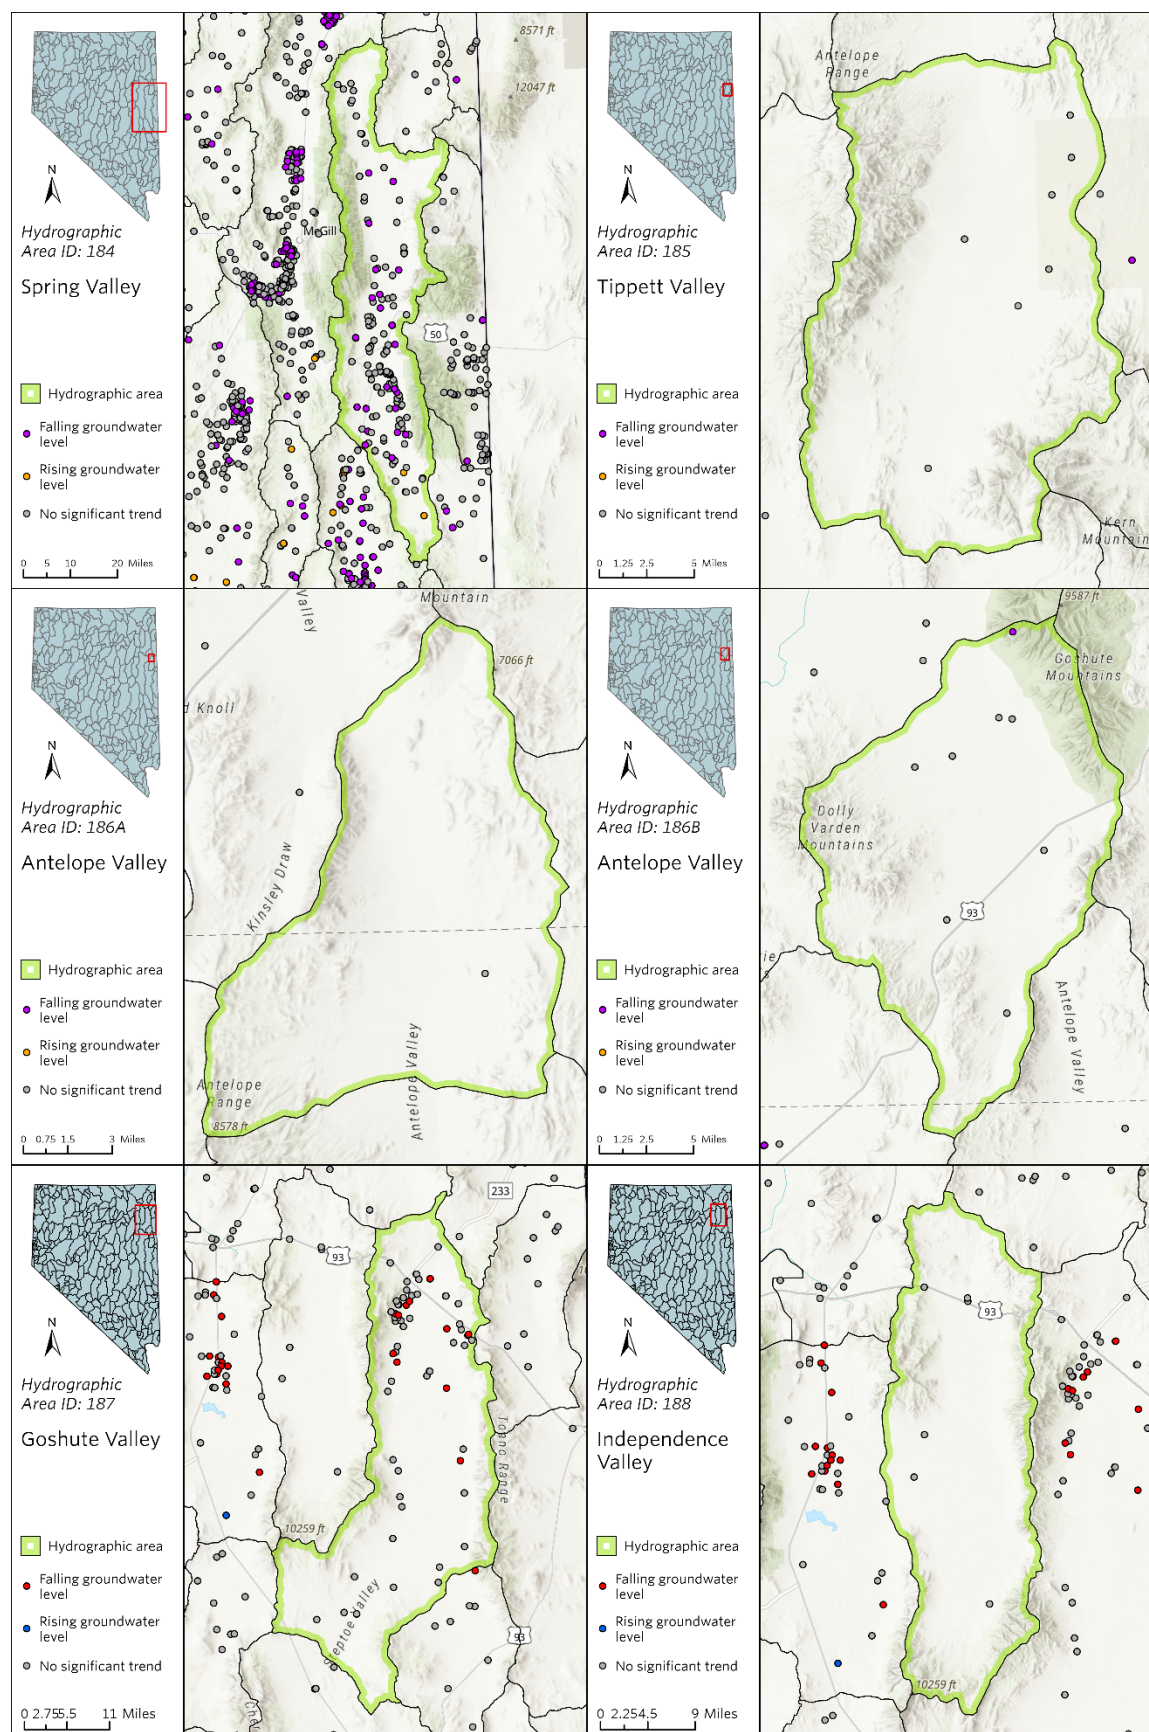 N
Hydrographic
Area ID: 184
Spring Valley
Hydrographic area
Falling groundwater
level
Rising groundwater
level
No significant trend
0 5 10 20 Miles
8571 ft
12047 ft
McGill
50
N
Hydrographic
Area ID: 185
Tippett Valley
Hydrographic area
Falling groundwater
level
Rising groundwater
level
No significant trend
0 1.25 2.5 5 Miles
Antelope
Range
Kern
Mountain
N
Hydrographic
Area ID: 186A
Antelope Valley
Hydrographic area
Falling groundwater
level
Rising groundwater
level
No significant trend
0 0.75 1.5 3 Miles
Valley
Mountain
7066 ft
d Knoll
Kinsley Draw
Antelope Valley
Antelope
Range
8578 ft
N
Hydrographic
Area ID: 186B
Antelope Valley
Hydrographic area
Falling groundwater
level
Rising groundwater
level
No significant trend
0 1.25 2.5 5 Miles
9587 ft
Goshute
Mountains
Dolly
Varden
Mountains
93
Antelope Valley
N
Hydrographic
Area ID: 187
Goshute Valley
Hydrographic area
Falling groundwater
level
Rising groundwater
level
No significant trend
0 2.755.5 11 Miles
233
93
Toano Range
10259 ft
Steptoe Valley
93
N
Hydrographic
Area ID: 188
Independence
Valley
Hydrographic area
Falling groundwater
level
Rising groundwater
level
No significant trend
0 2.254.5 9 Miles
93
10259 ft